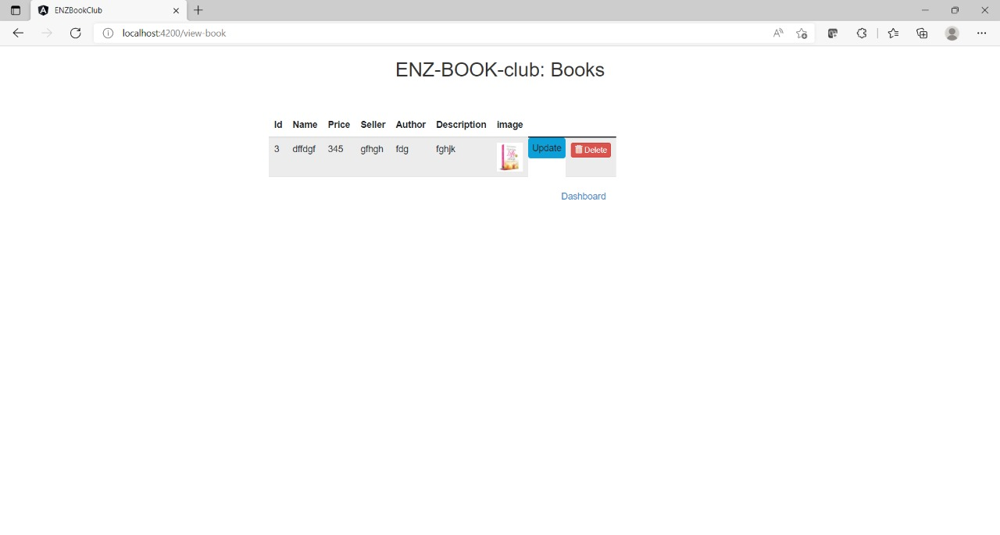 ENZBookClub
localhost:4200/view-book
ENZ-BOOK-club: Books
Id Name Price Seller Author Description image
3 dffdgf 345 gfhgh fdg fghjk Update Delete
Dashboard